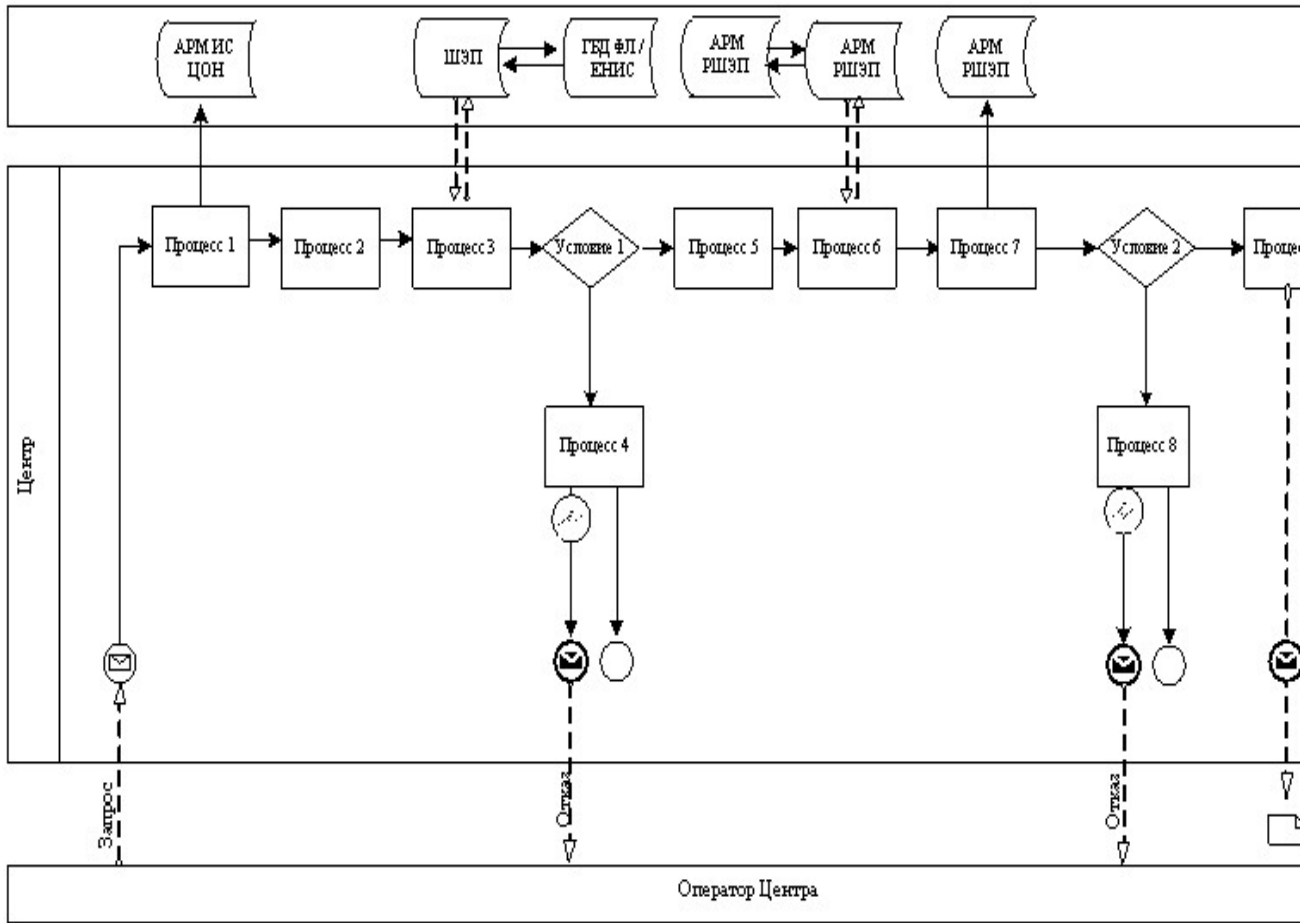 АРМ ИС
ЦОН
ШЭП
ГБД ФЛ /
ЕНИС
АРМ
РШЭП
АРМ
РШЭП
АРМ
РШЭП
Центр
Процесс 1
Процесс 2
Процесс 3
Условие 1
Процесс 5
Процесс 6
Процесс 7
Условие 2
Процес
Процесс 4
Процесс 8
Запрос
Отказ
Отказ
Оператор Центра